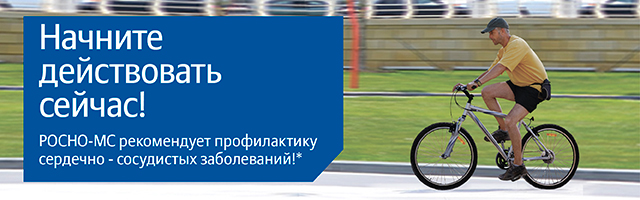 Начните
действовать
сейчас!
РОСНО-МС рекомендует профилактику
сердечно - сосудистых заболеваний!*